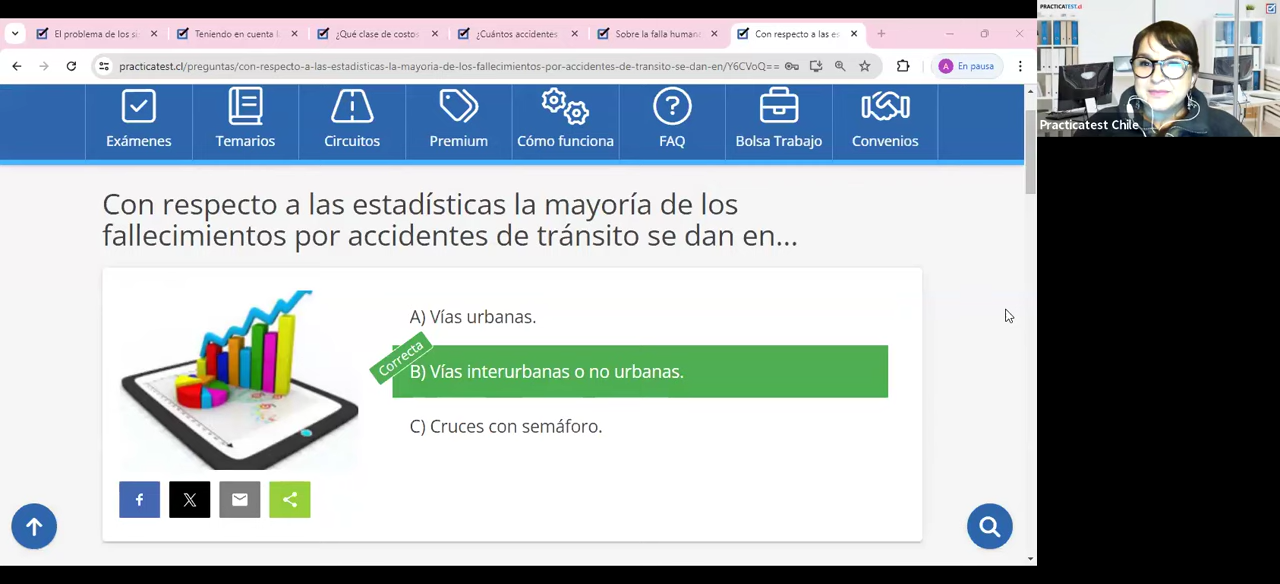 PRACTICATEST.cl
El problema de los si
Teniendo en cuenta l
¿Qué clase de costos
¿Cuántos accidentes
Sobre la falla human
Con respecto a las es
practicatest.cl/preguntas/con-respecto-a-las-estadisticas-la-mayoria-de-los-fallecimientos-por-accidentes-de-transito-se-dan-en/Y6CVoQ==
A
En pausa
Exámenes
Temarios
Circuitos
Premium
Cómo funciona
FAQ
Bolsa Trabajo
Convenios
Practicatest Chile
Con respecto a las estadísticas la mayoría de los
fallecimientos por accidentes de tránsito se dan en...
A) Vías urbanas.
Correcta
B) Vías interurbanas o no urbanas.
C) Cruces con semáforo.